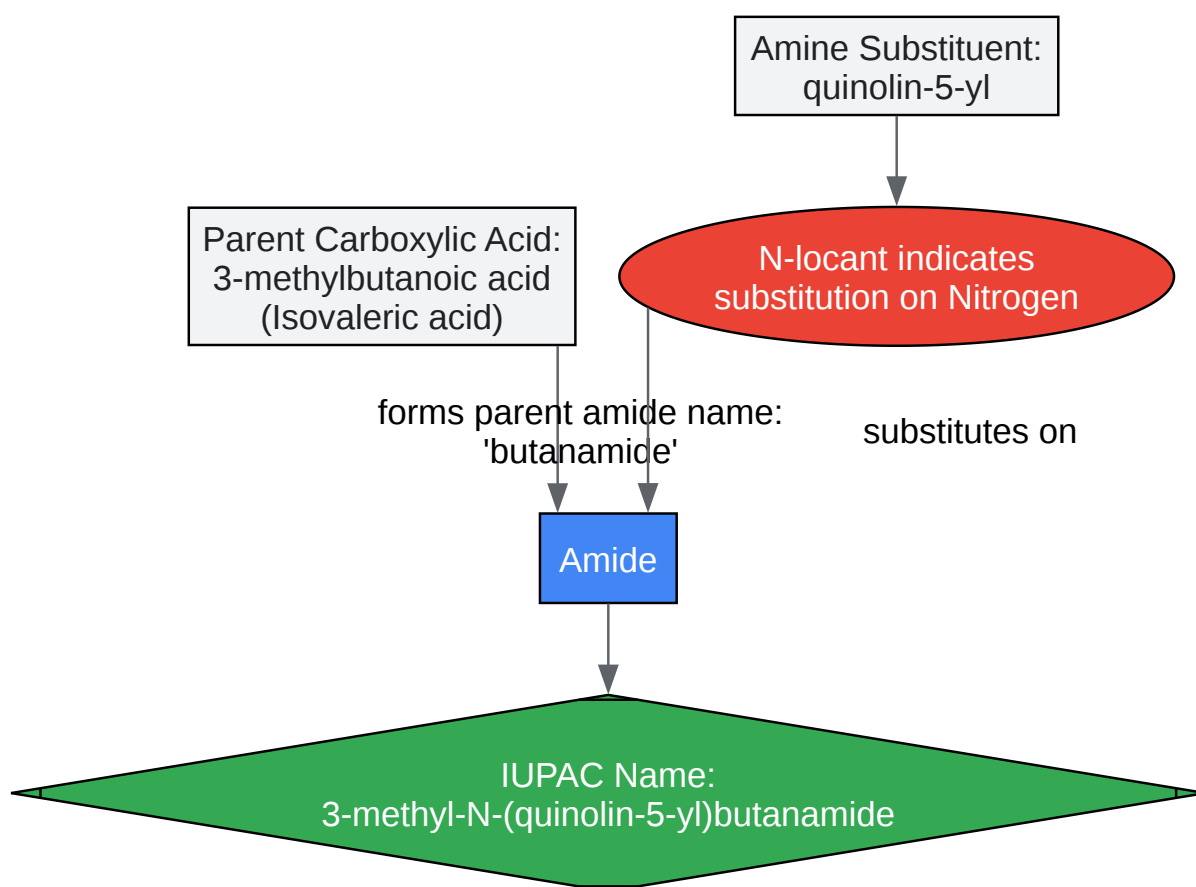 Amine Substituent:
quinolin-5-yl
Parent Carboxylic Acid:
3-methylbutanoic acid
(Isovaleric acid)
N-locant indicates
substitution on Nitrogen
forms parent amide name:
'butanamide'
substitutes on
Amide
IUPAC Name:
3-methyl-N-(quinolin-5-yl)butanamide